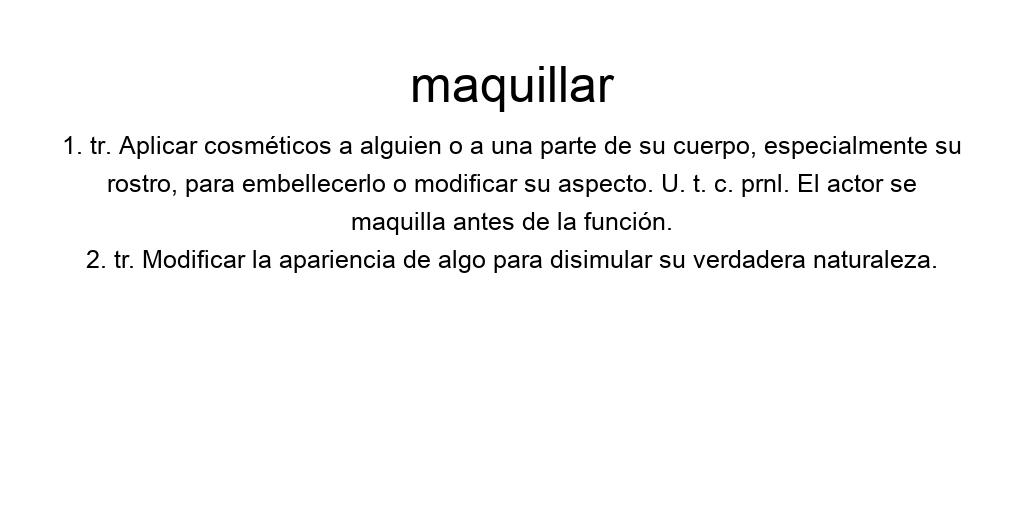 maquillar
1. tr. Aplicar cosméticos a alguien o a una parte de su cuerpo, especialmente su
rostro, para embellecerlo o modificar su aspecto. U. t. c. prnl. El actor se
maquilla antes de la función.
2. tr. Modificar la apariencia de algo para disimular su verdadera naturaleza.